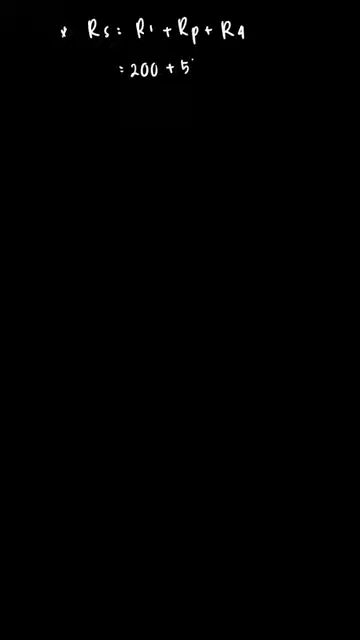 * Rs = R1 + Rp + R4
= 200 + 5